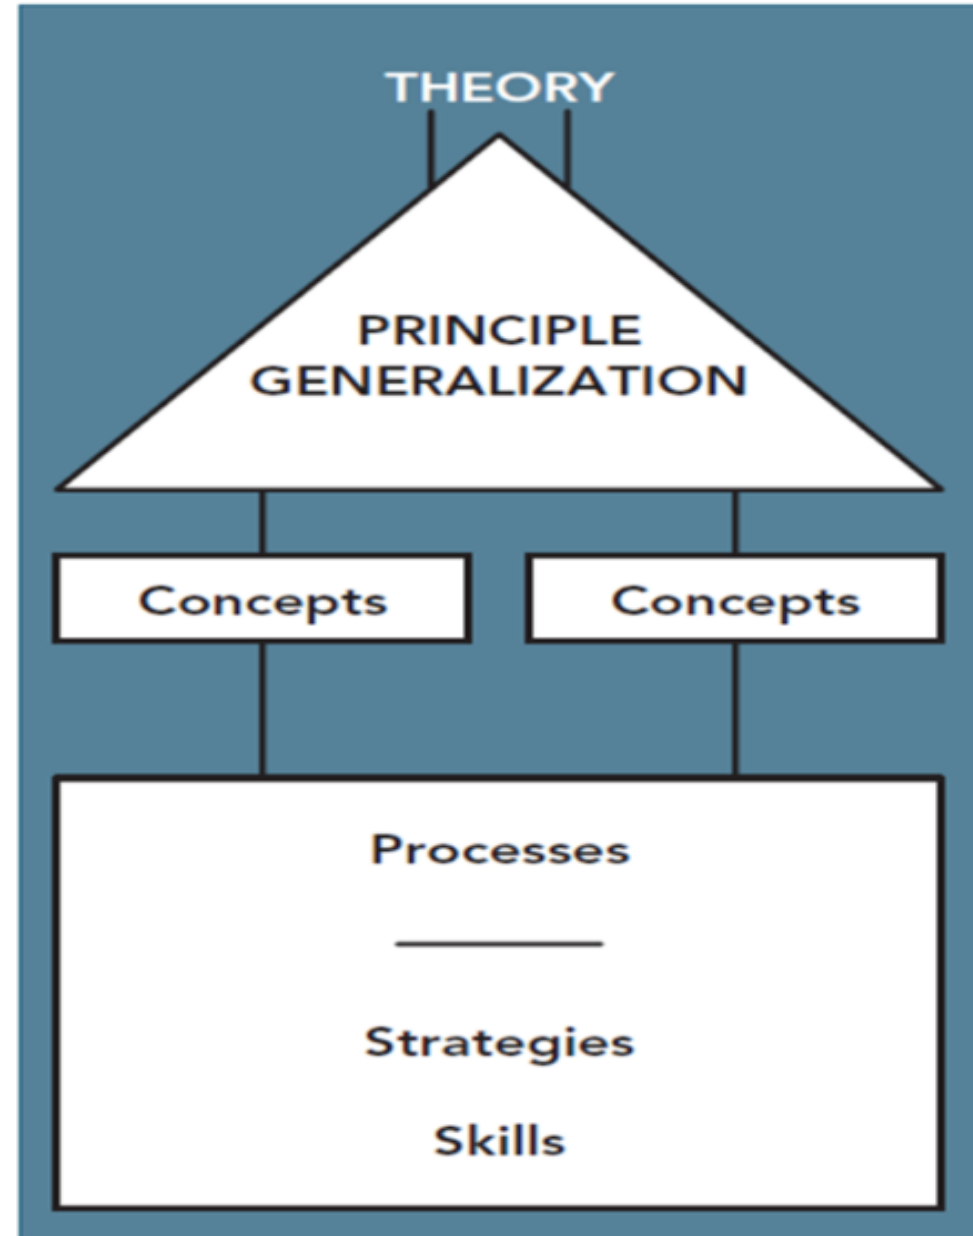 THEORY
PRINCIPLE
GENERALIZATION
Concepts Concepts
Processes
Strategies
Skills